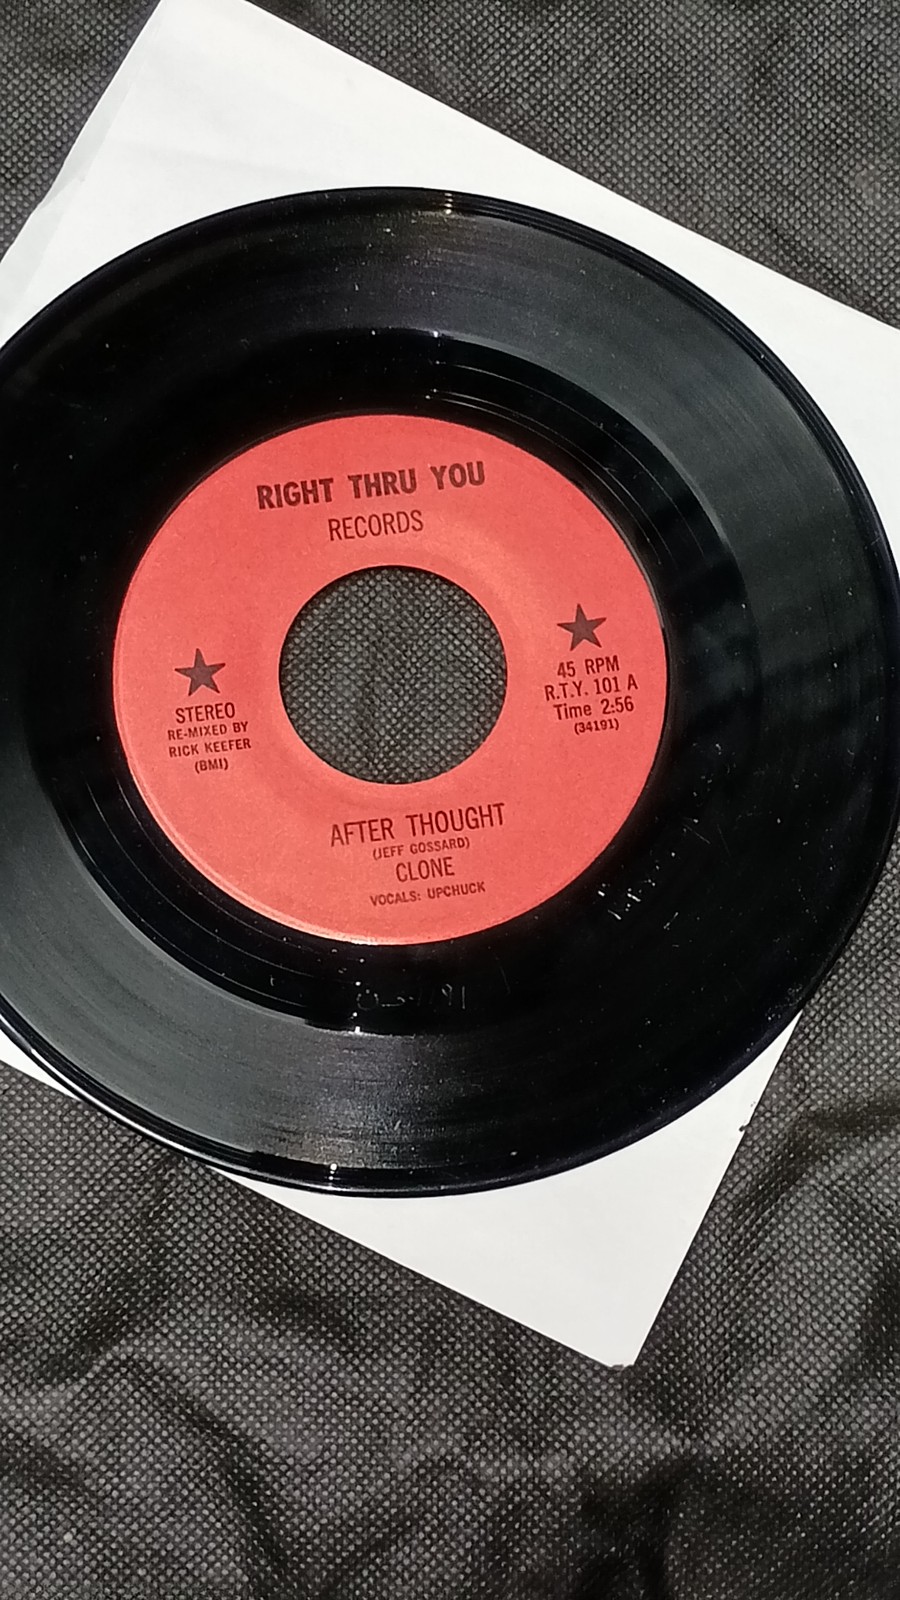 RIGHT THRU YOU
RECORDS
STEREO
RE-MIXED BY
RICK KEEFER
(BMI)
45 RPM
R.T.Y. 101 A
Time 2:56
(34191)
AFTER THOUGHT
(JEFF GOSSARD)
CLONE
VOCALS: UPCHUCK